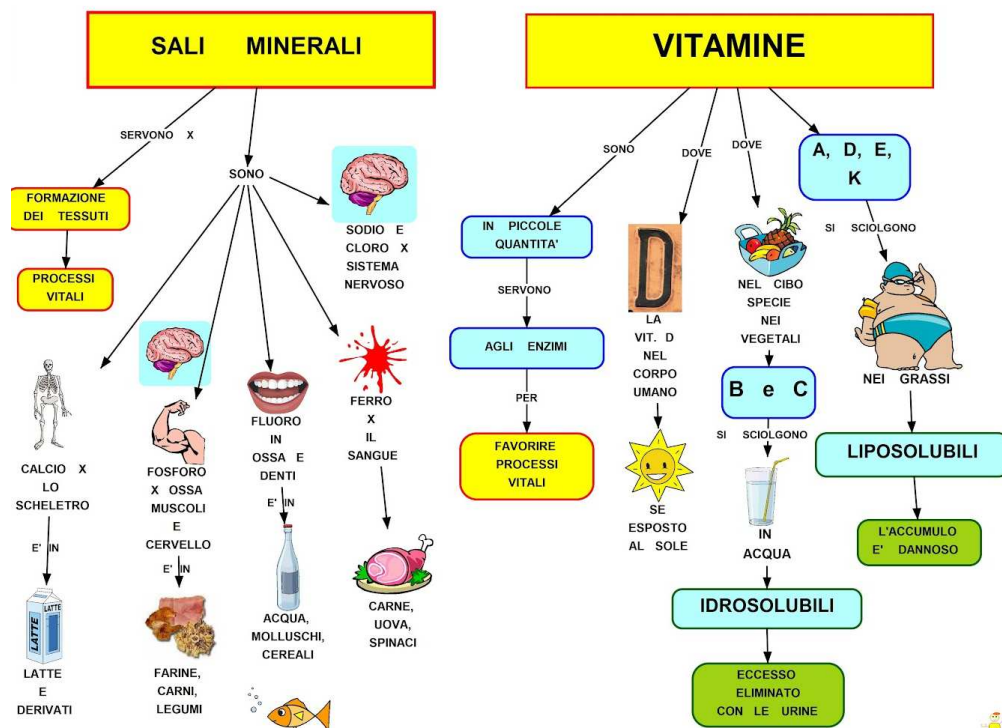 SALI MINERALI
SERVONO X
FORMAZIONE
DEI TESSUTI
PROCESSI
VITALI
SONO
SODIO E
CLORO X
SISTEMA
NERVOSO
CALCIO X
LO
SCHELETRO
E' IN
LATTE
LATTE
LATTE
E
DERIVATI
FOSFORO
X OSSA
MUSCOLI
E
CERVELLO
E' IN
FARINE,
CARNI,
LEGUMI
FLUORO
IN
OSSA E
DENTI
E' IN
ACQUA,
MOLLUSCHI,
CEREALI
FERRO
X
IL
SANGUE
CARNE,
UOVA,
SPINACI
VITAMINE
SONO
IN PICCOLE
QUANTITA'
SERVONO
AGLI ENZIMI
PER
FAVORIRE
PROCESSI
VITALI
DOVE
D
LA
VIT. D
NEL
CORPO
UMANO
SE
ESPOSTO
AL SOLE
DOVE
NEL CIBO
SPECIE
NEI
VEGETALI
B e C
SI SCIOLGONO
IN
ACQUA
IDROSOLUBILI
ECCESSO
ELIMINATO
CON LE URINE
A, D, E,
K
SI SCIOLGONO
NEI GRASSI
LIPOSOLUBILI
L'ACCUMULO
E' DANNOSO